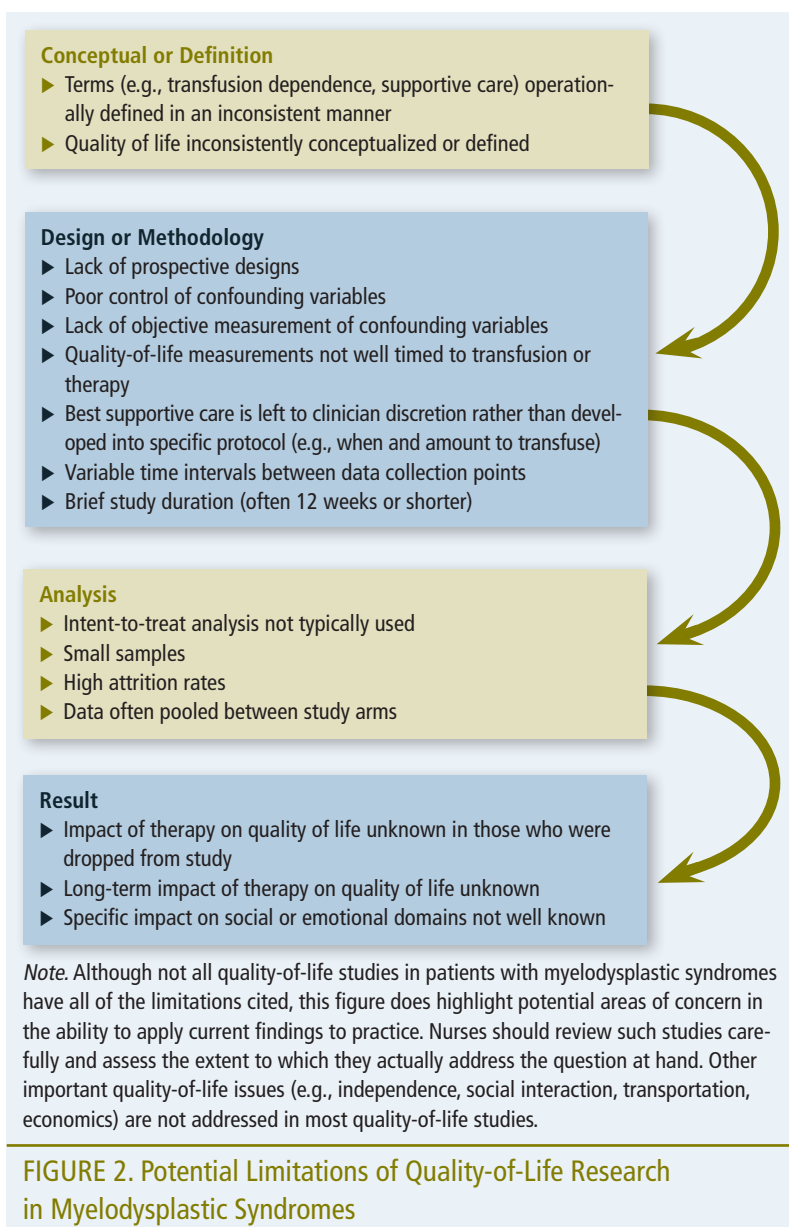 Conceptual or Definition
▶ Terms (e.g., transfusion dependence, supportive care) operation-
ally defined in an inconsistent manner
▶ Quality of life inconsistently conceptualized or defined
Design or Methodology
▶ Lack of prospective designs
▶ Poor control of confounding variables
▶ Lack of objective measurement of confounding variables
▶ Quality-of-life measurements not well timed to transfusion or
therapy
▶ Best supportive care is left to clinician discretion rather than devel-
oped into specific protocol (e.g., when and amount to transfuse)
▶ Variable time intervals between data collection points
▶ Brief study duration (often 12 weeks or shorter)
Analysis
▶ Intent-to-treat analysis not typically used
▶ Small samples
▶ High attrition rates
▶ Data often pooled between study arms
Result
▶ Impact of therapy on quality of life unknown in those who were
dropped from study
▶ Long-term impact of therapy on quality of life unknown
▶ Specific impact on social or emotional domains not well known
Note. Although not all quality-of-life studies in patients with myelodysplastic syndromes
have all of the limitations cited, this figure does highlight potential areas of concern in
the ability to apply current findings to practice. Nurses should review such studies care-
fully and assess the extent to which they actually address the question at hand. Other
important quality-of-life issues (e.g., independence, social interaction, transportation,
economics) are not addressed in most quality-of-life studies.
FIGURE 2. Potential Limitations of Quality-of-Life Research
in Myelodysplastic Syndromes